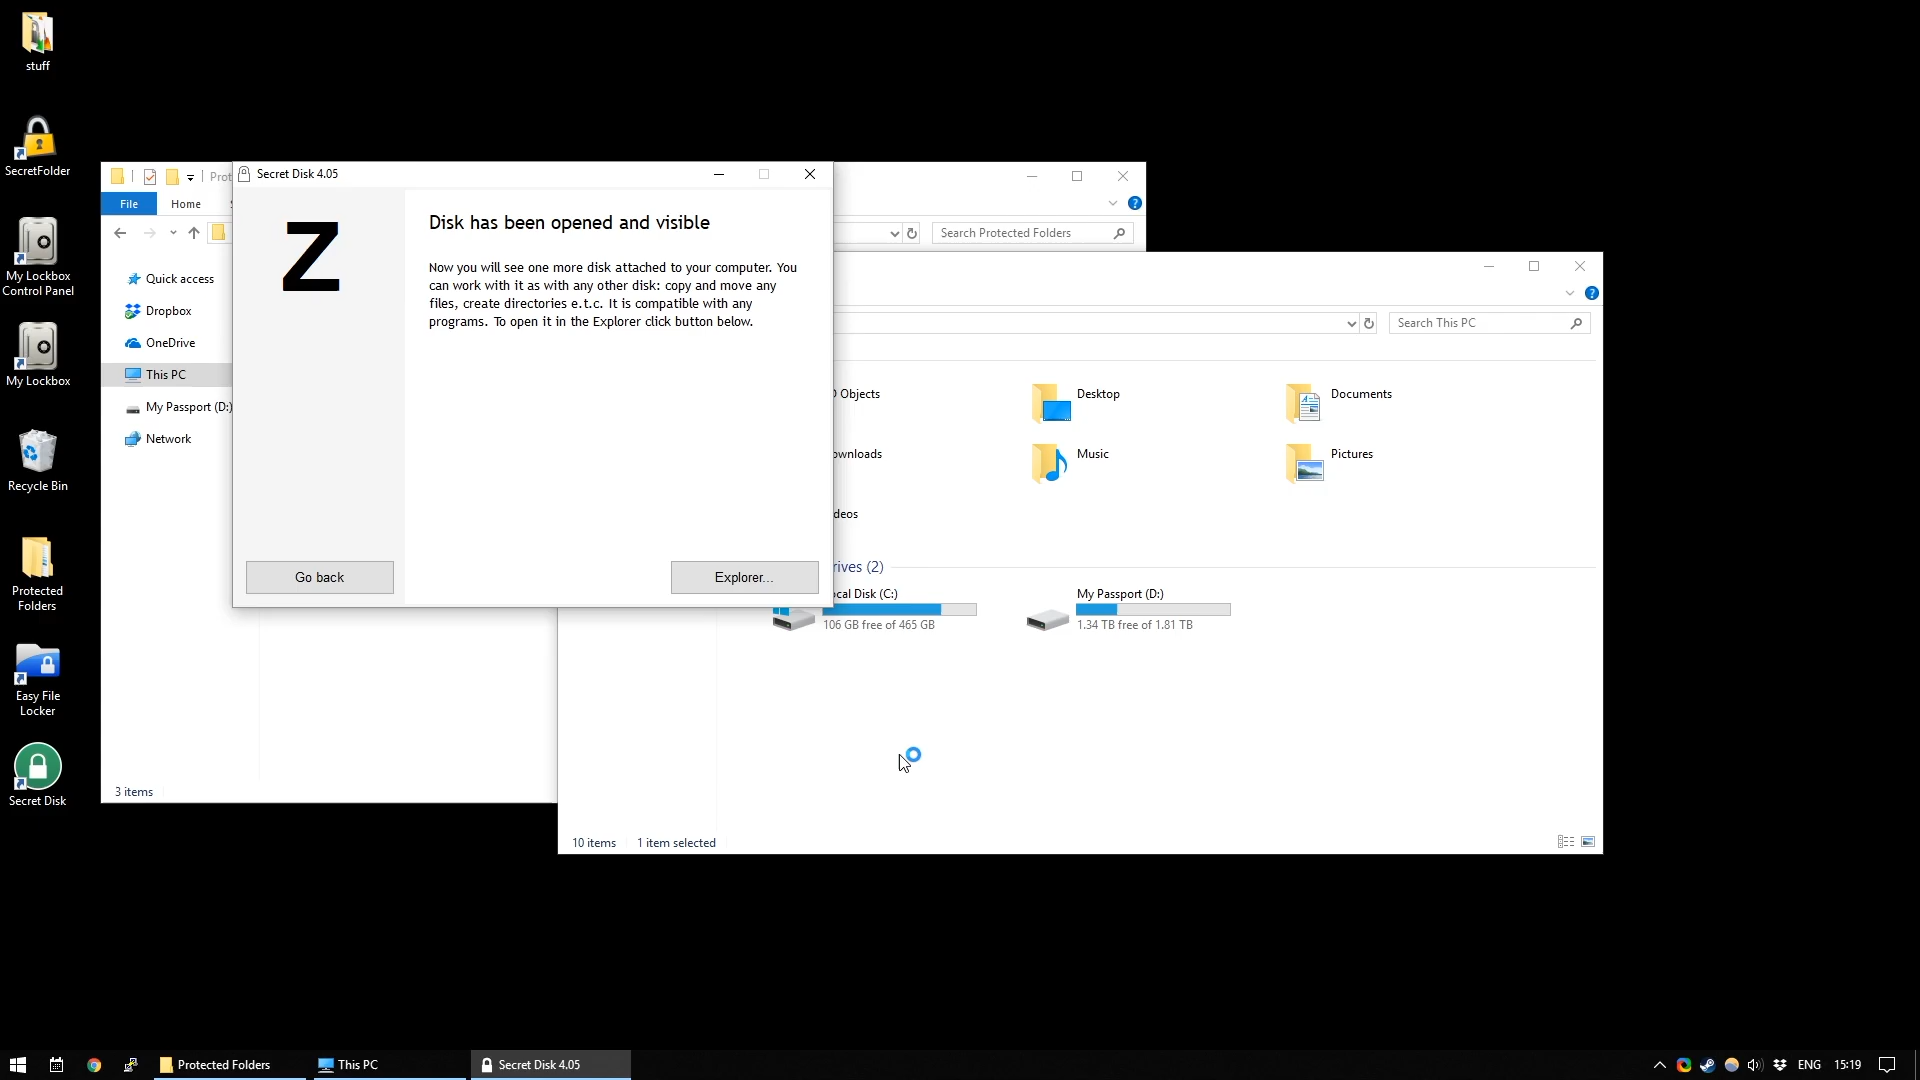 stuff
SecretFolder
My Lockbox
Control Panel
My Lockbox
Recycle Bin
Protected
Folders
Easy File
Locker
Secret Disk
Prot
File
Home
Search Protected Folders
Quick access
Dropbox
OneDrive
This PC
My Passport (D:)
Network
3 items
Secret Disk 4.05
Z
Disk has been opened and visible
Now you will see one more disk attached to your computer. You
can work with it as with any other disk: copy and move any
files, create directories e.t.c. It is compatible with any
programs. To open it in the Explorer click button below.
Go back
Explorer...
Search This PC
Objects
Desktop
Documents
ownloads
Music
Pictures
deos
rives (2)
ocal Disk (C:)
106 GB free of 465 GB
My Passport (D:)
1.34 TB free of 1.81 TB
10 items
1 item selected
Protected Folders
This PC
Secret Disk 4.05
ENG
15:19